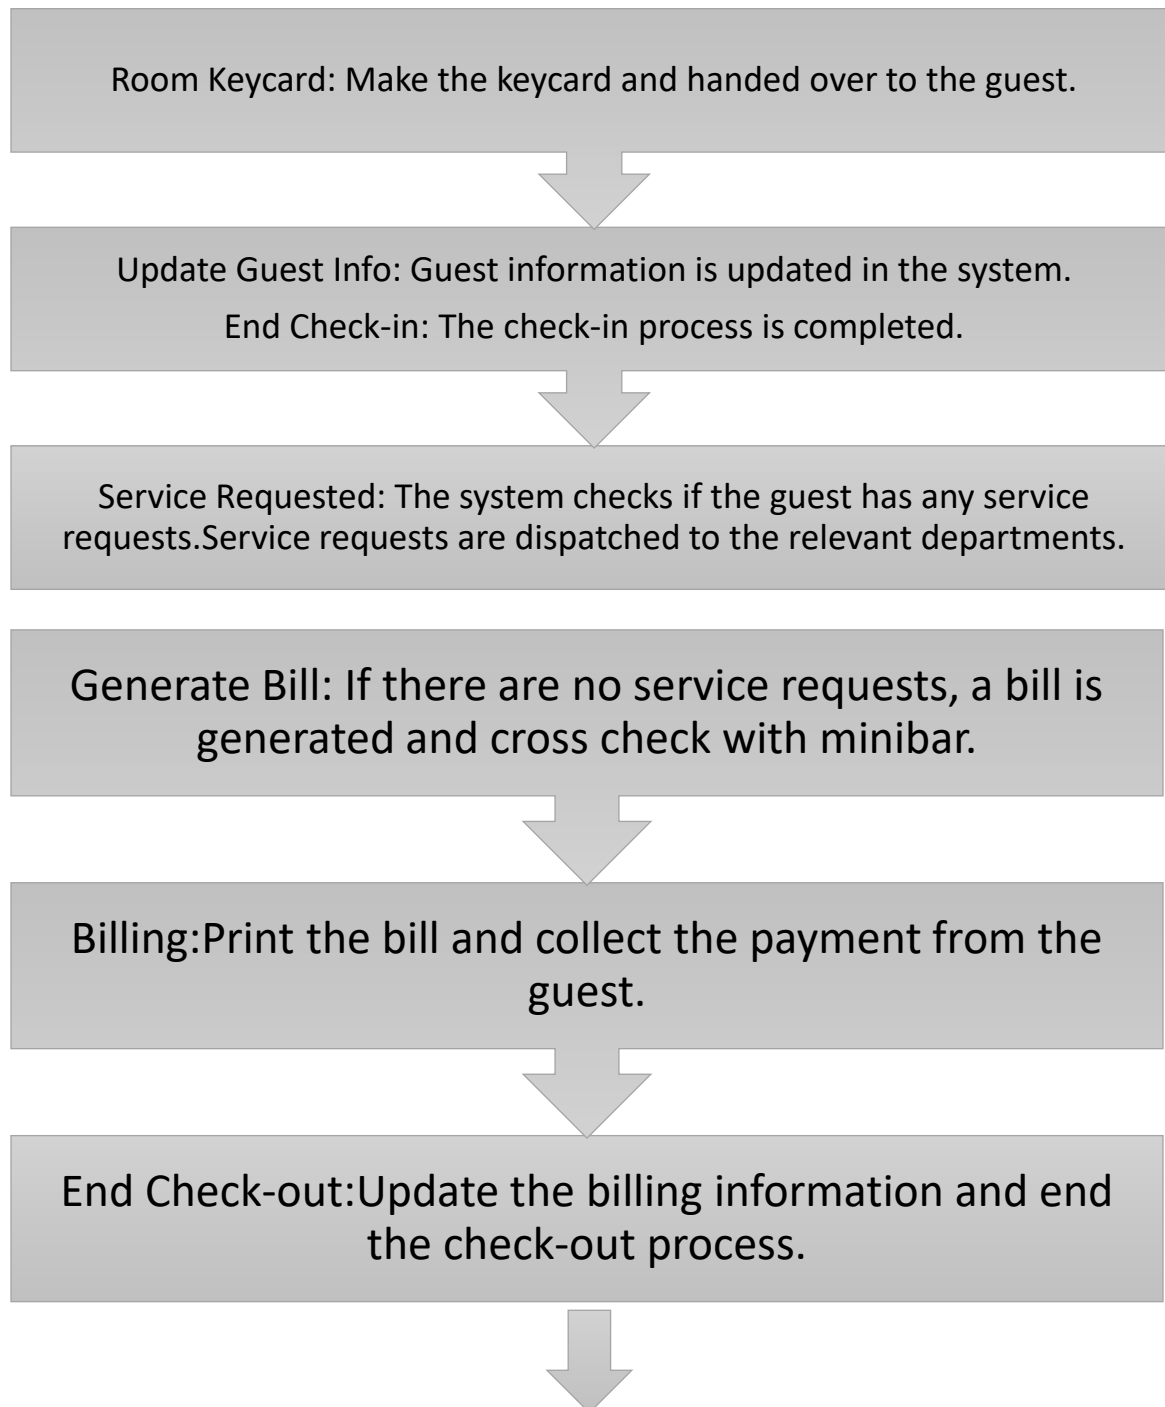 Room Keycard: Make the keycard and handed over to the guest.
Update Guest Info: Guest information is updated in the system.
End Check-in: The check-in process is completed.
Service Requested: The system checks if the guest has any service
requests.Service requests are dispatched to the relevant departments.
Generate Bill: If there are no service requests, a bill is
generated and cross check with minibar.
Billing:Print the bill and collect the payment from the
guest.
End Check-out:Update the billing information and end
the check-out process.